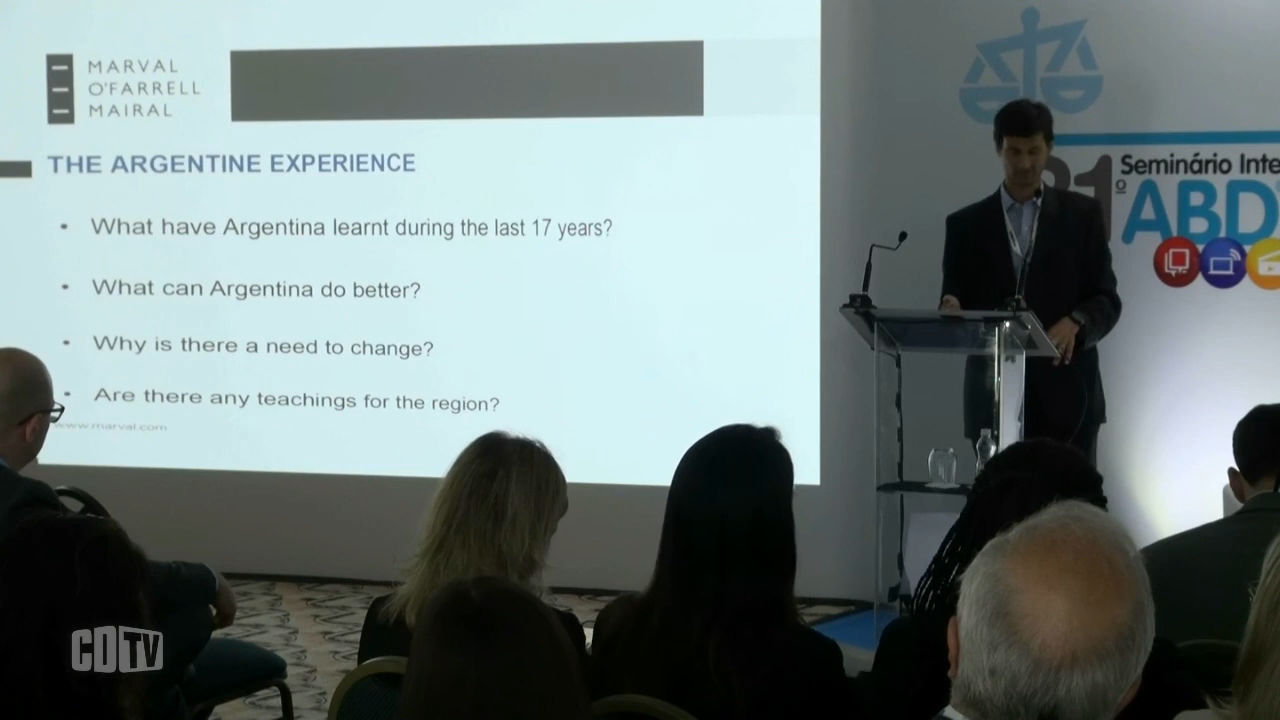 MARVAL
O'FARRELL
MAIRAL
THE ARGENTINE EXPERIENCE
• What have Argentina learnt during the last 17 years?
• What can Argentina do better?
• Why is there a need to change?
• Are there any teachings for the region?
www.marval.com
31º Seminário Inte
ABD
CDTV